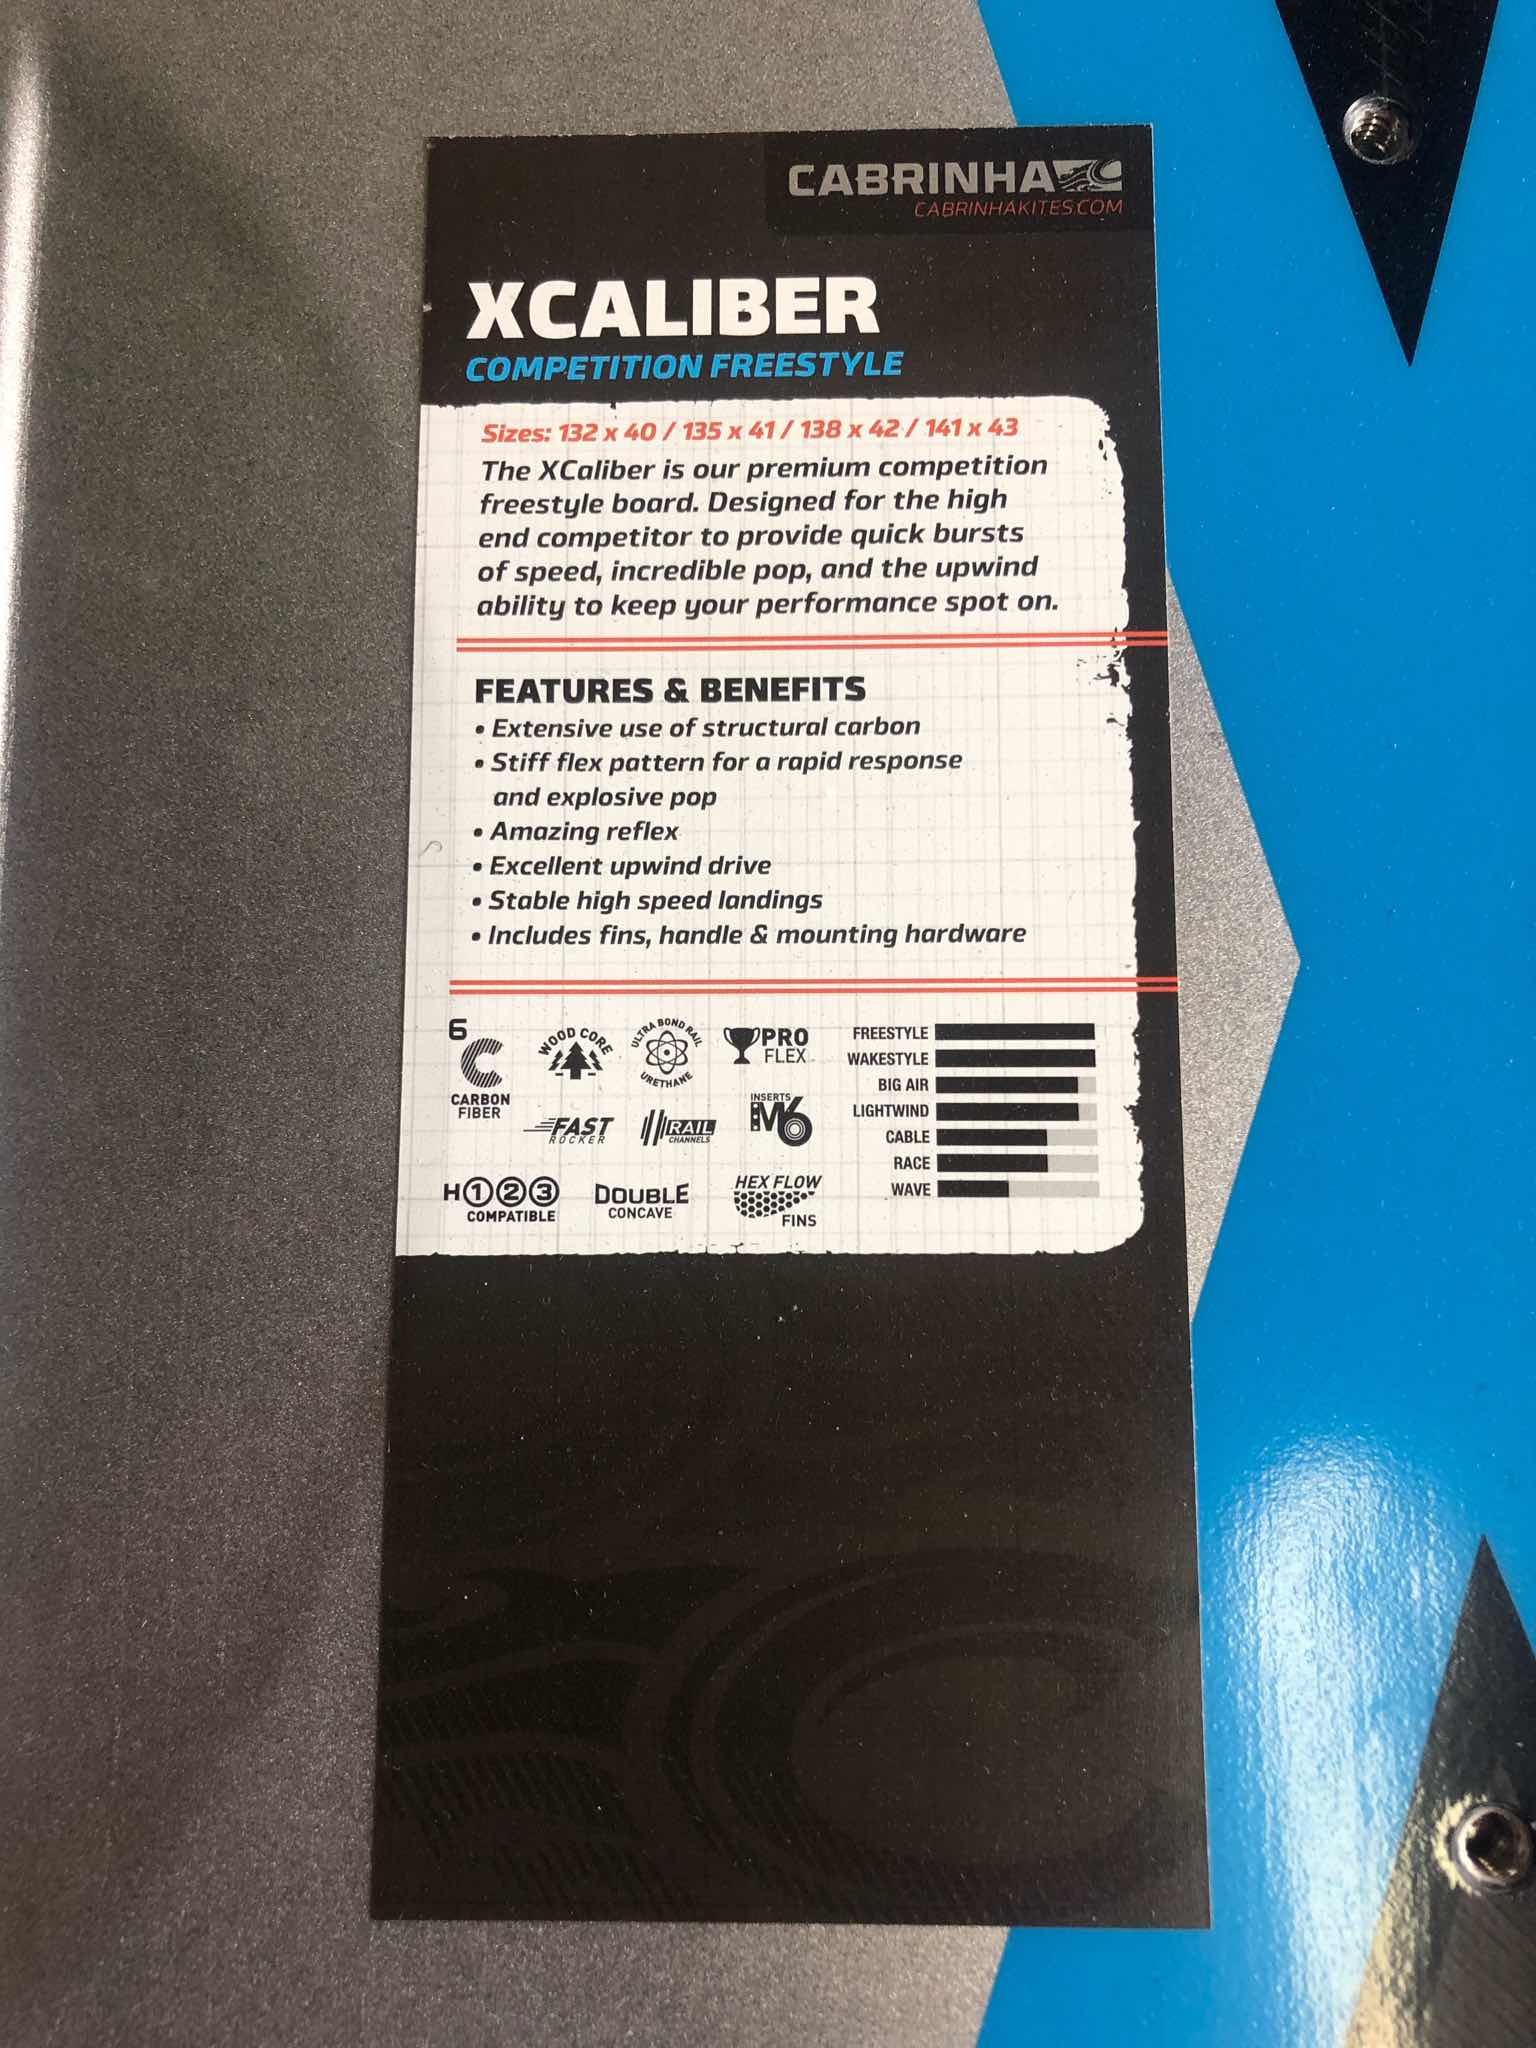 CABRINHA
CABRINHAKITES.COM
XCALIBER
COMPETITION FREESTYLE
Sizes: 132 x 40 / 135 x 41 / 138 x 42 / 141 x 43
The XCaliber is our premium competition
freestyle board. Designed for the high
end competitor to provide quick bursts
of speed, incredible pop, and the upwind
ability to keep your performance spot on.
FEATURES & BENEFITS
• Extensive use of structural carbon
• Stiff flex pattern for a rapid response
and explosive pop
• Amazing reflex
• Excellent upwind drive
• Stable high speed landings
• Includes fins, handle & mounting hardware
6
C
CARBON
FIBER
WOOD CORE
ULTRA BOND RAIL
URETHANE
PRO
FLEX
FAST
ROCKER
RAIL
CHANNELS
INSERTS
M6
H123
COMPATIBLE
DOUBLE
CONCAVE
HEX FLOW
FINS
FREESTYLE
WAKESTYLE
BIG AIR
LIGHTWIND
CABLE
RACE
WAVE